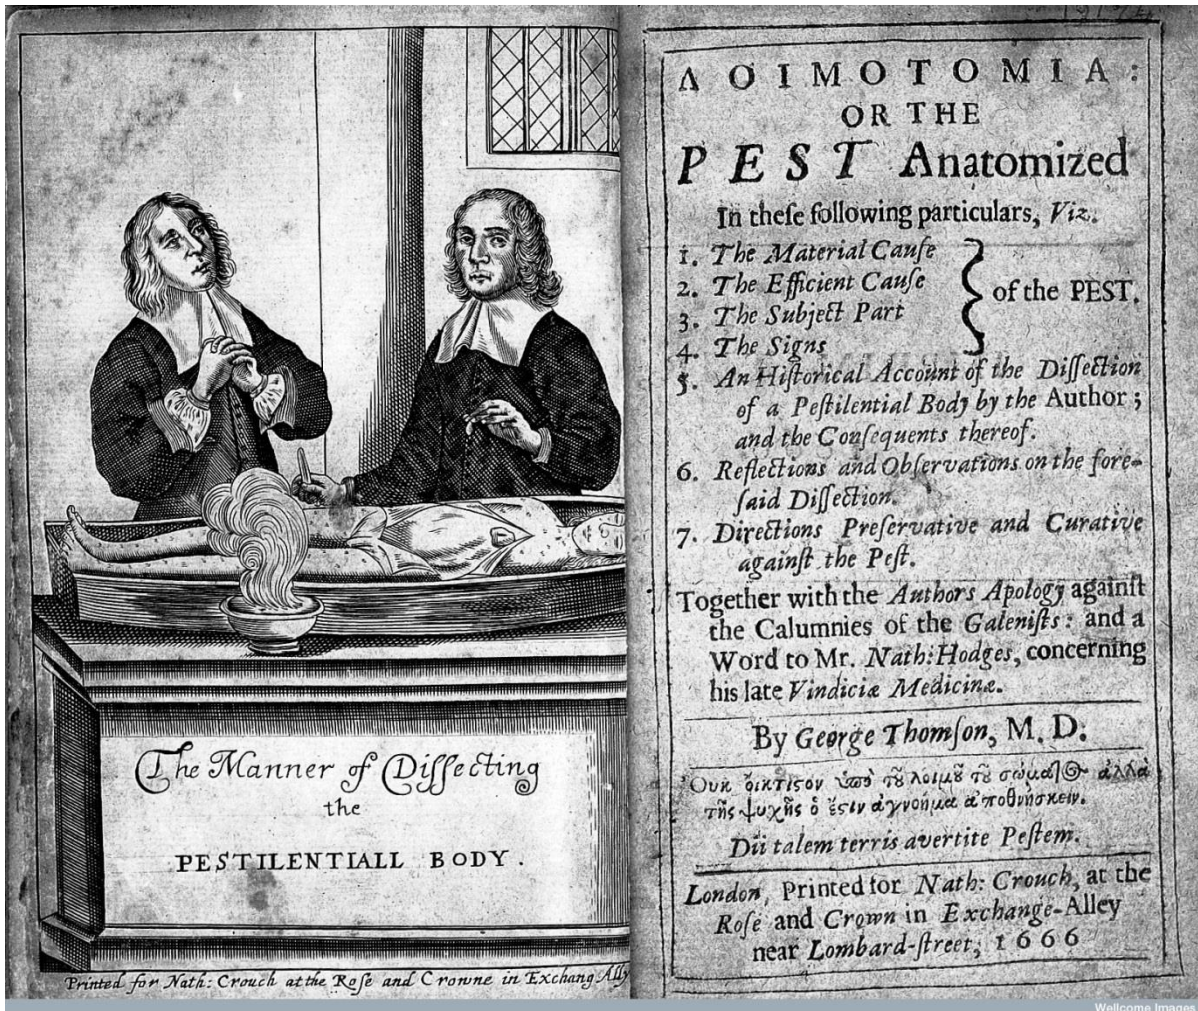 The Manner of Diſſecting
the
PESTILENTIALL BODY.
Printed for Nath: Crouch at the Roſe and Crowne in Exchang Ally
ΛΟΙΜΟΤΟΜΙΑ:
OR THE
PEST Anatomized
In theſe following particulars, Viz.
1. The Material Cauſe
2. The Efficient Cauſe
3. The Subject Part
4. The Signs
of the PEST.
5. An Hiſtorical Account of the Diſſection
of a Peſtilential Body by the Author;
and the Conſequents thereof.
6. Reflections and Obſervations on the fore-
ſaid Diſſection.
7. Directions Preſervative and Curative
againſt the Peſt.
Together with the Authors Apology againſt
the Calumnies of the Galeniſts: and a
Word to Mr. Nath: Hodges, concerning
his late Vindiciæ Medicinæ.
By George Thomſon, M. D.
τοῦ λοιμοῦ τοῦ ἀλλὰ
τῆς ψυχῆς
Dii talem terris avertite Peſtem.
London, Printed for Nath: Crouch, at the
Roſe and Crown in Exchange-Alley
near Lombard-ſtreet, 1666
Wellcome Images